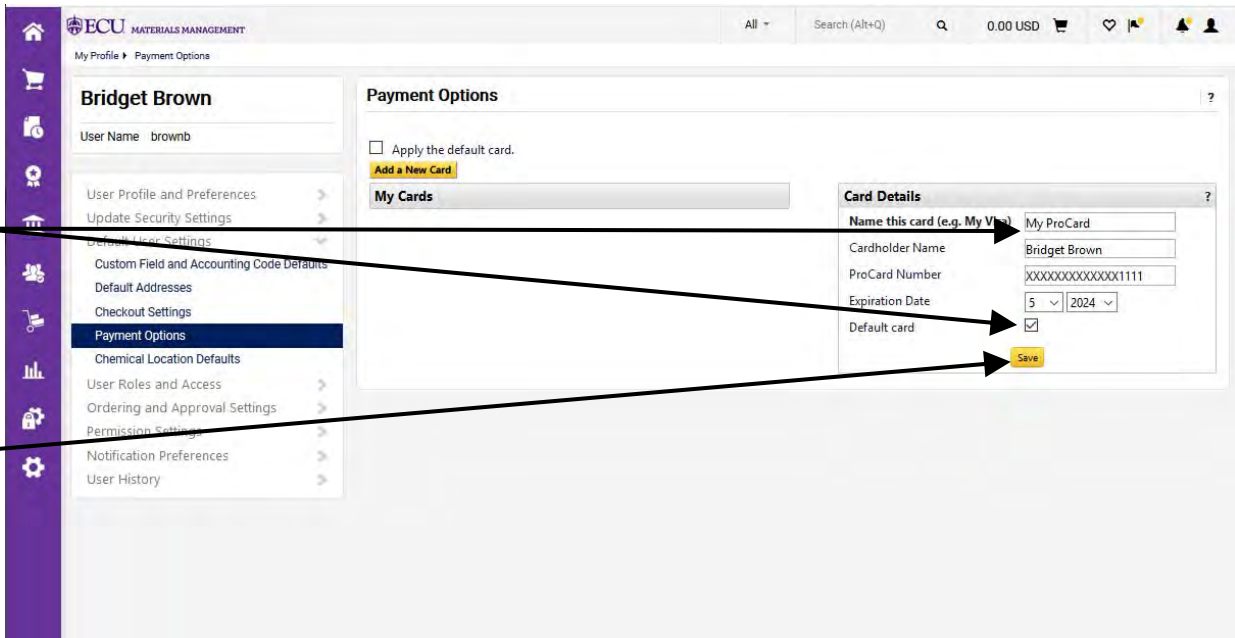 ECU MATERIALS MANAGEMENT
All
Search (Alt+Q)
0.00 USD
My Profile Payment Options
Bridget Brown
User Name brownb
User Profile and Preferences
Update Security Settings
Default User Settings
Custom Field and Accounting Code Defaults
Default Addresses
Checkout Settings
Payment Options
Chemical Location Defaults
User Roles and Access
Ordering and Approval Settings
Permission Settings
Notification Preferences
User History
Payment Options
?
Apply the default card.
Add a New Card
My Cards
Card Details
?
Name this card (e.g. My Visa) My ProCard
Cardholder Name Bridget Brown
ProCard Number XXXXXXXXXXXXX1111
Expiration Date 5 2024
Default card
Save